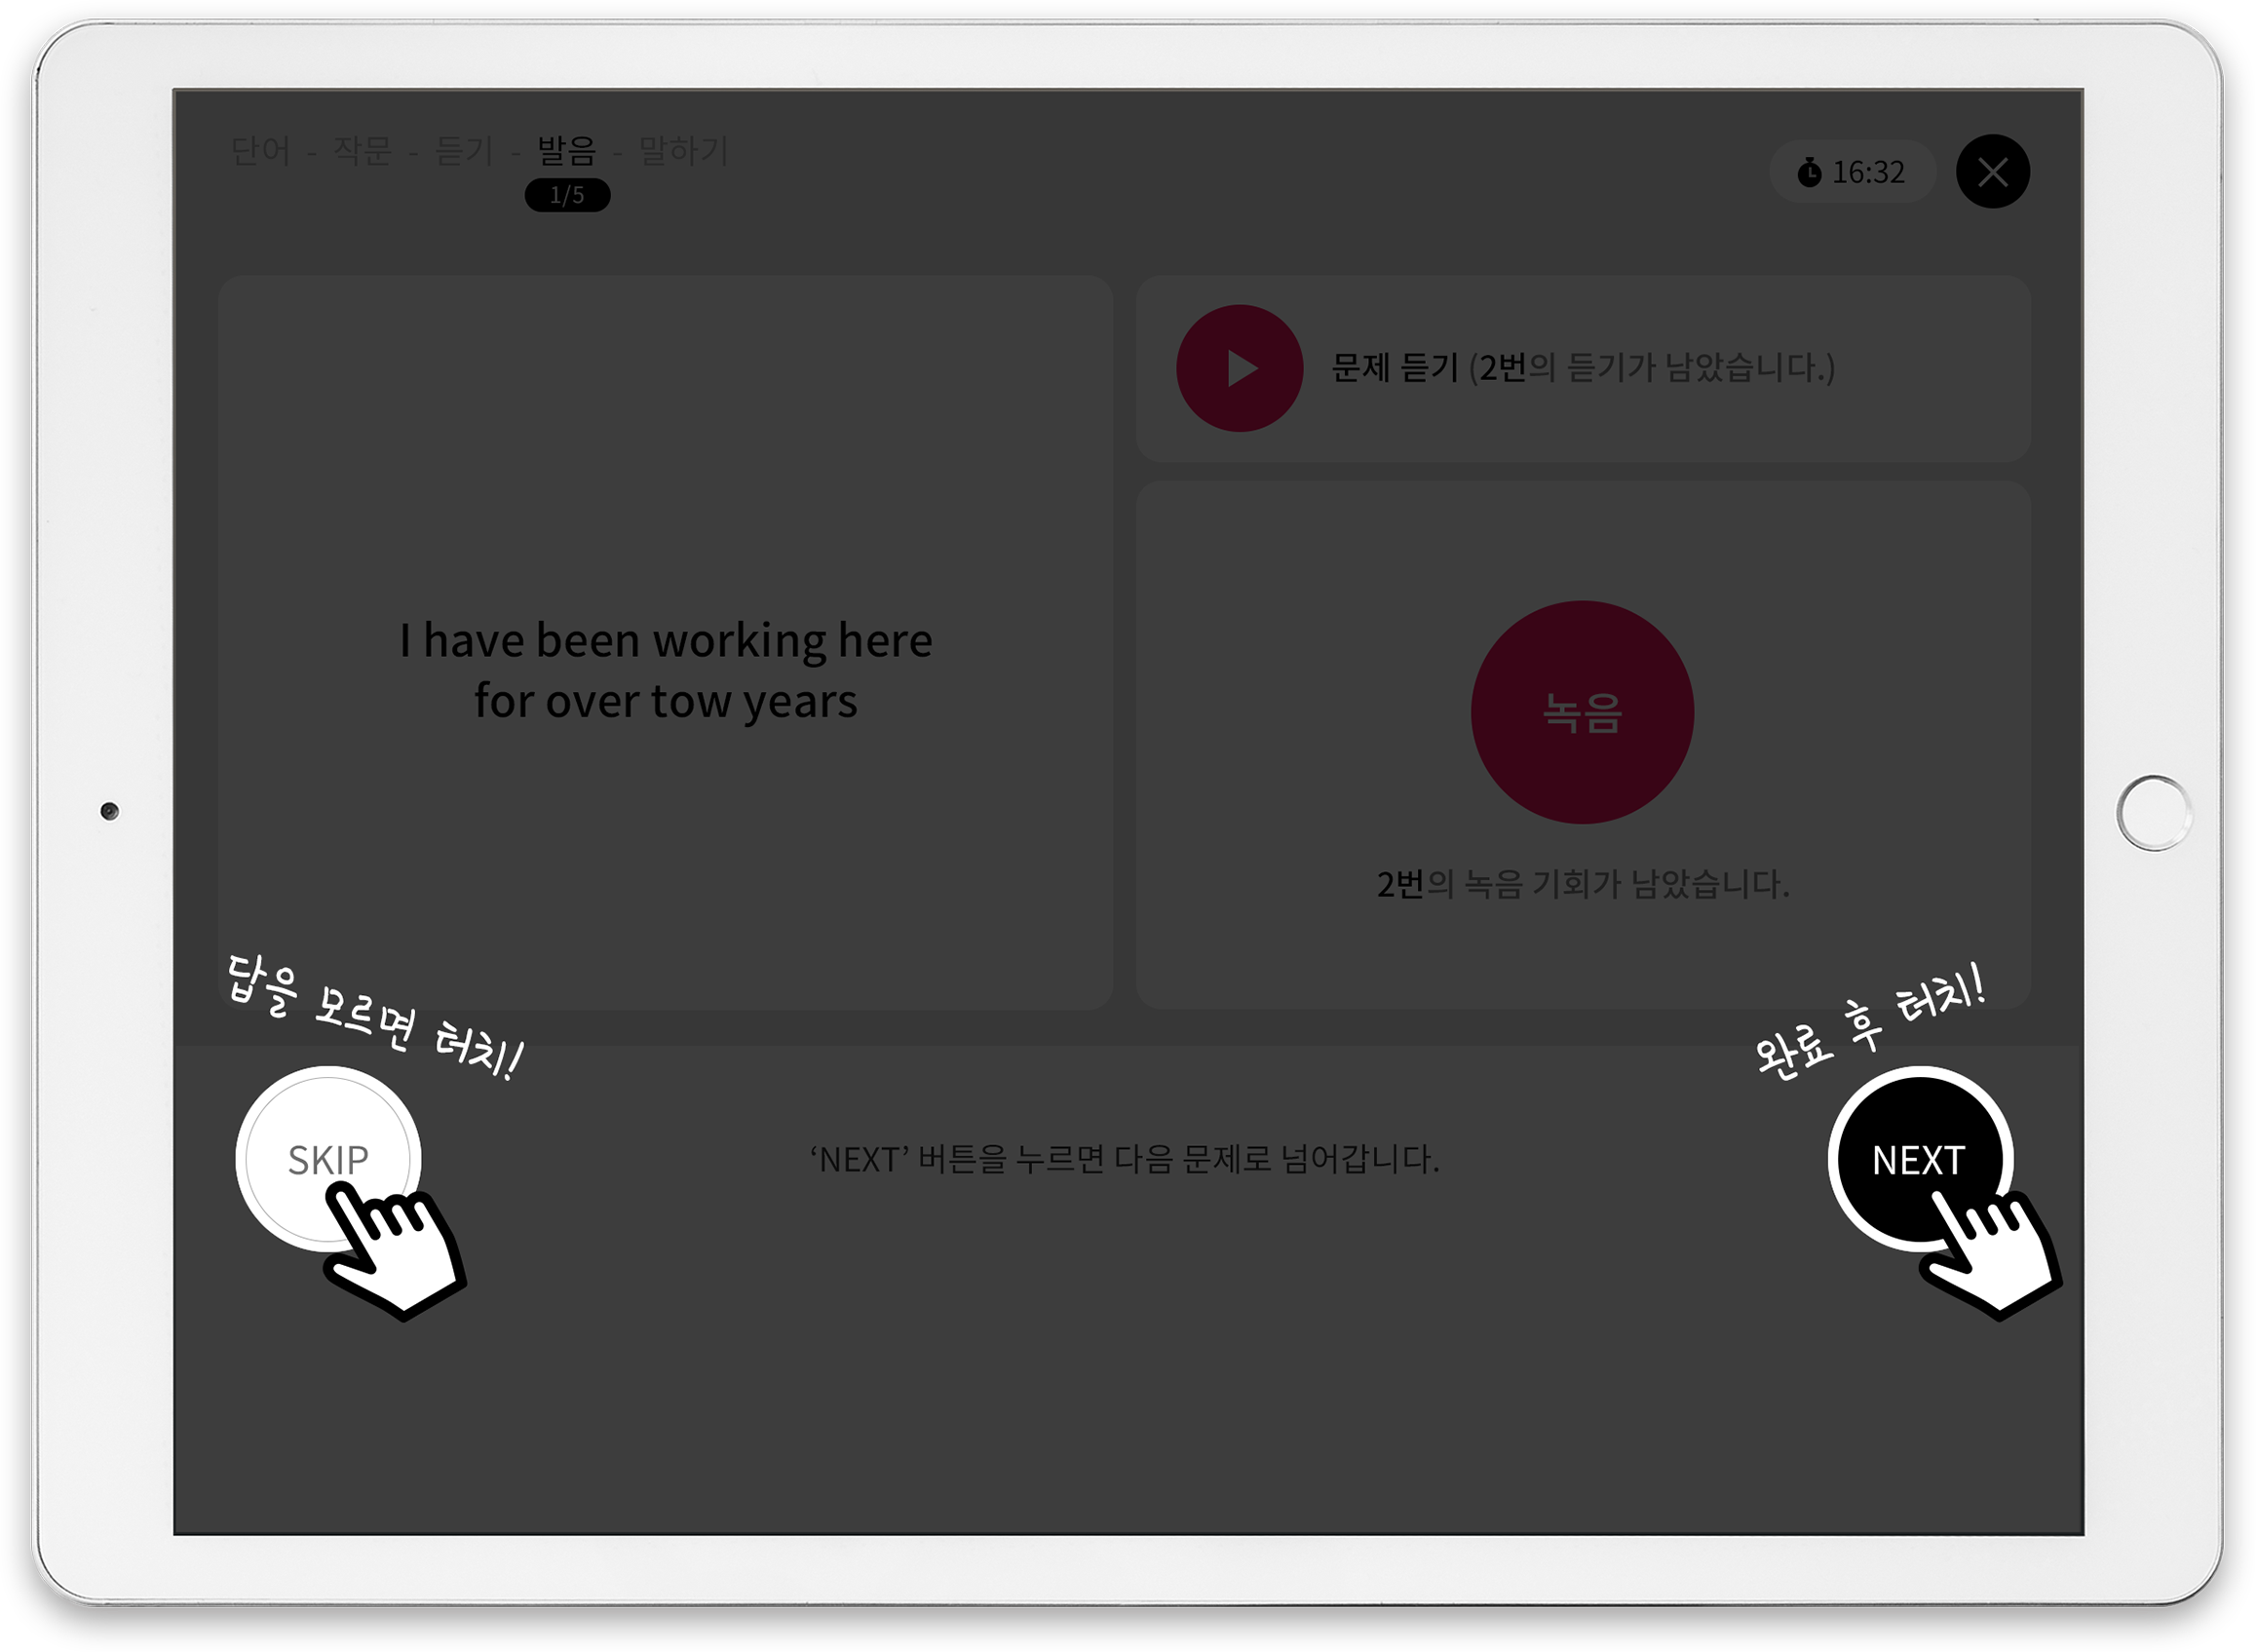 단어 - 작문 - 듣기 - 발음 - 말하기
1/5
16:32
문제 듣기 (2번의 듣기가 남았습니다.)
I have been working here
for over tow years
녹음
2번의 녹음 기회가 남았습니다.
답을 모르면 터치!
완료 후 터치!
SKIP
‘NEXT’ 버튼을 누르면 다음 문제로 넘어갑니다.
NEXT